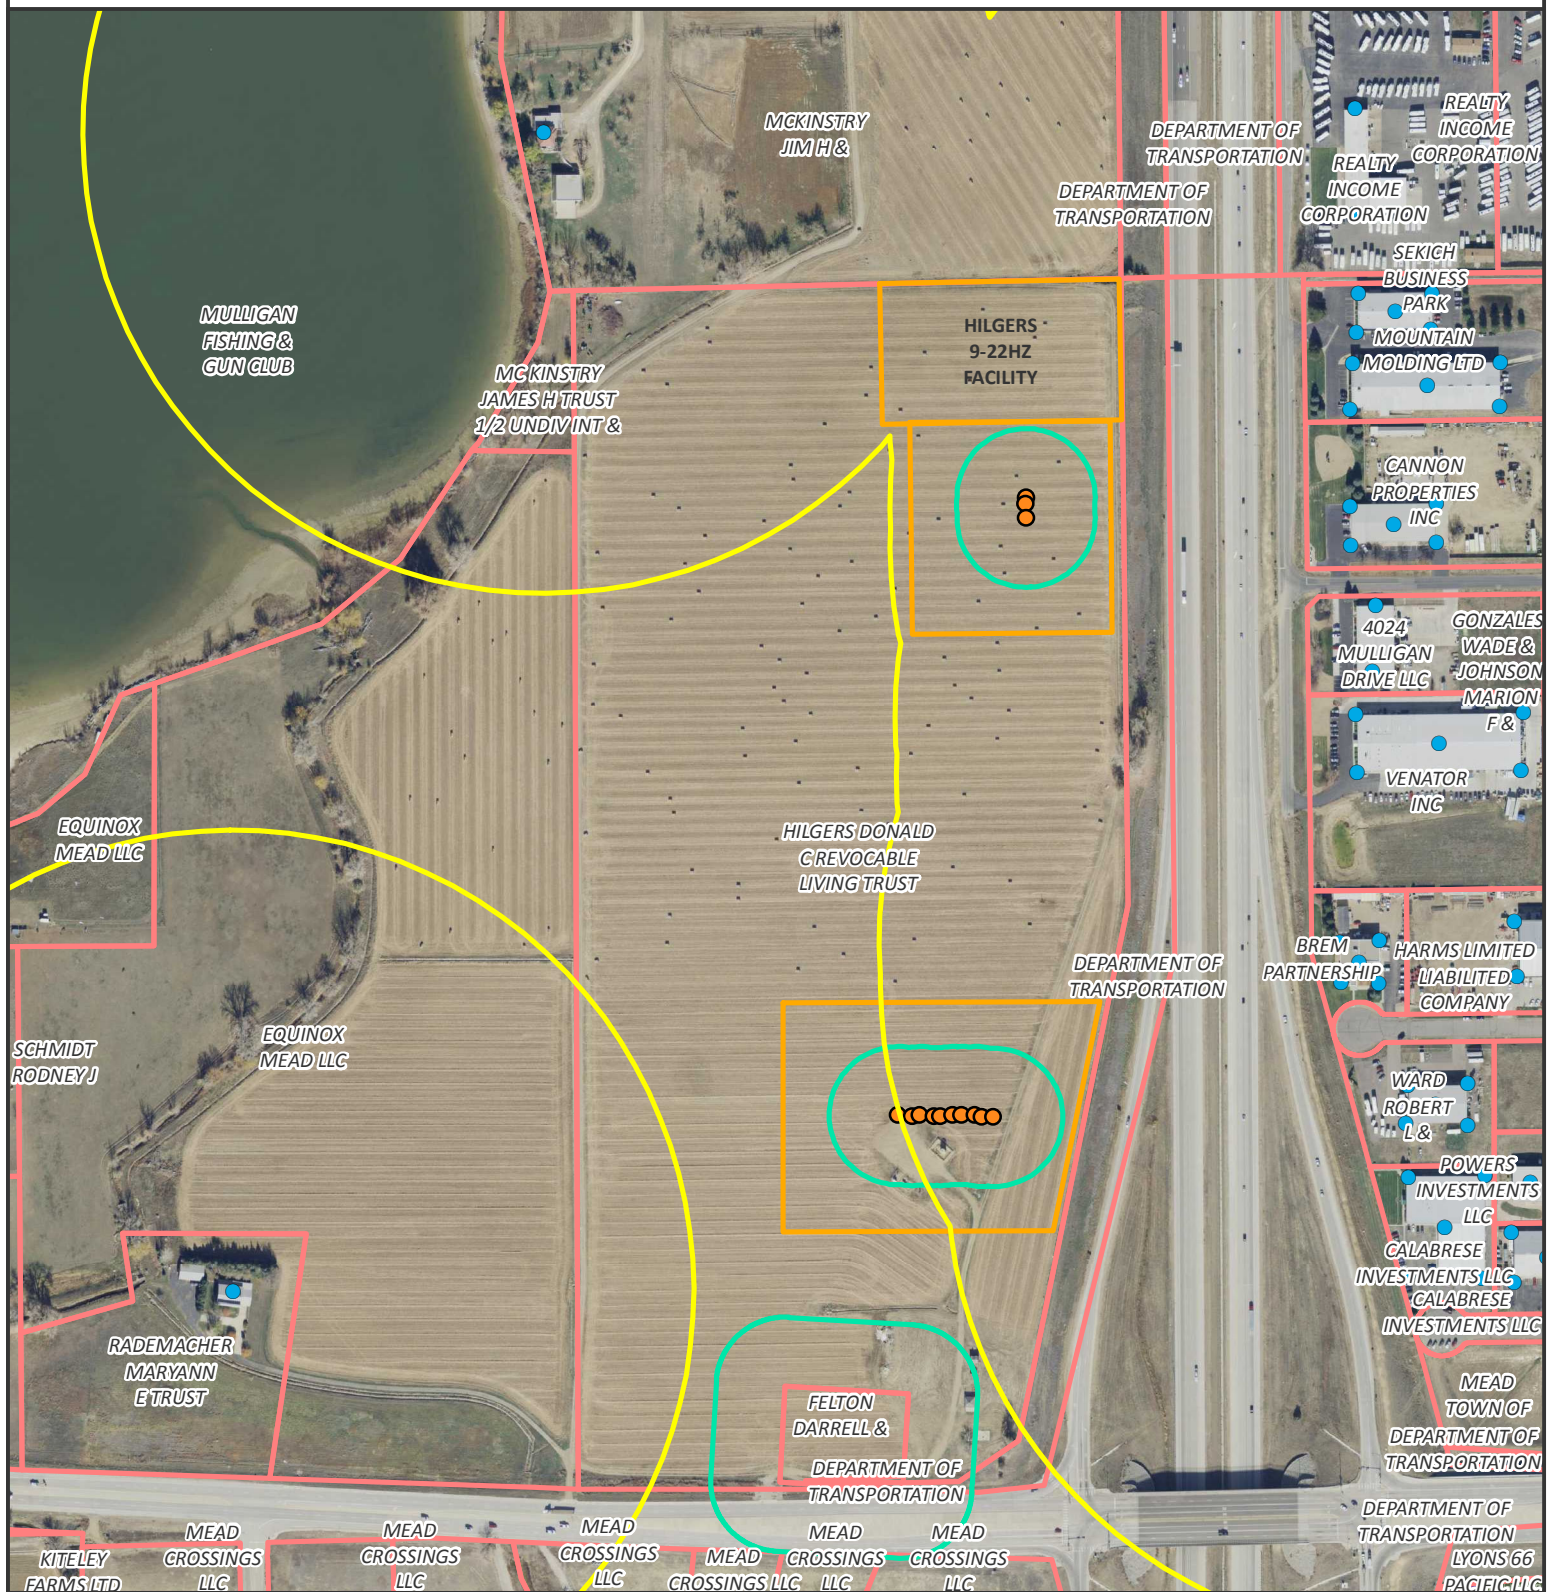 MCKINSTRY
JIM H &
DEPARTMENT OF
TRANSPORTATION
DEPARTMENT OF
TRANSPORTATION
REALTY
INCOME
CORPORATION
REALTY
INCOME
CORPORATION
SEKICH
BUSINESS
PARK
MULLIGAN
FISHING &
GUN CLUB
MC KINSTRY
JAMES H TRUST
1/2 UNDIV INT &
HILGERS
9-22HZ
FACILITY
MOUNTAIN
MOLDING LTD
CANNON
PROPERTIES
INC
4024
MULLIGAN
DRIVE LLC
GONZALES
WADE &
JOHNSON
MARION
F &
VENATOR
INC
EQUINOX
MEAD LLC
HILGERS DONALD
C REVOCABLE
LIVING TRUST
BREM
PARTNERSHIP
HARMS LIMITED
LIABILITED
COMPANY
DEPARTMENT OF
TRANSPORTATION
SCHMIDT
RODNEY J
EQUINOX
MEAD LLC
WARD
ROBERT
L &
POWERS
INVESTMENTS
LLC
CALABRESE
INVESTMENTS LLC
CALABRESE
INVESTMENTS LLC
RADEMACHER
MARYANN
E TRUST
FELTON
DARRELL &
MEAD
TOWN OF
DEPARTMENT OF
TRANSPORTATION
DEPARTMENT OF
TRANSPORTATION
DEPARTMENT OF
TRANSPORTATION
KITELEY
FARMS LTD
MEAD
CROSSINGS
LLC
MEAD
CROSSINGS
LLC
MEAD
CROSSINGS
LLC
MEAD
CROSSINGS LLC
MEAD
CROSSINGS
LLC
MEAD
CROSSINGS
LLC
LYONS 66
PACIFIC LLC